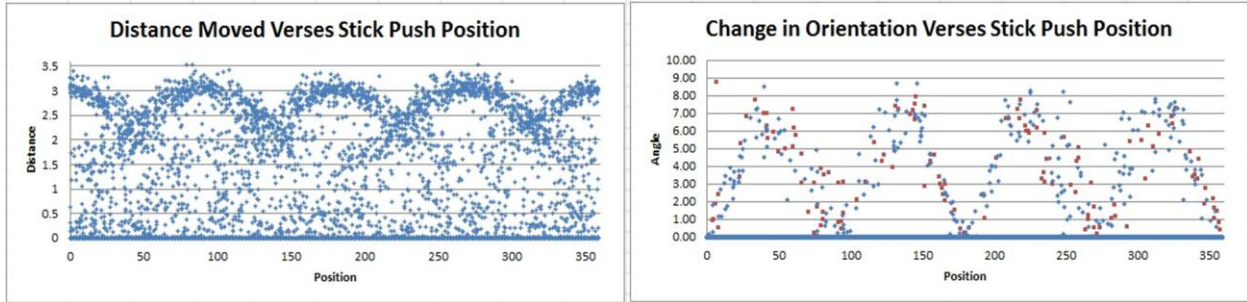 Distance Moved Verses Stick Push Position
3.5
3
2.5
2
1.5
1
0.5
0
Distance
0 50 100 150 200 250 300 350
Position
Change in Orientation Verses Stick Push Position
10.00
9.00
8.00
7.00
6.00
5.00
4.00
3.00
2.00
1.00
0.00
Angle
0 50 100 150 200 250 300 350
Position